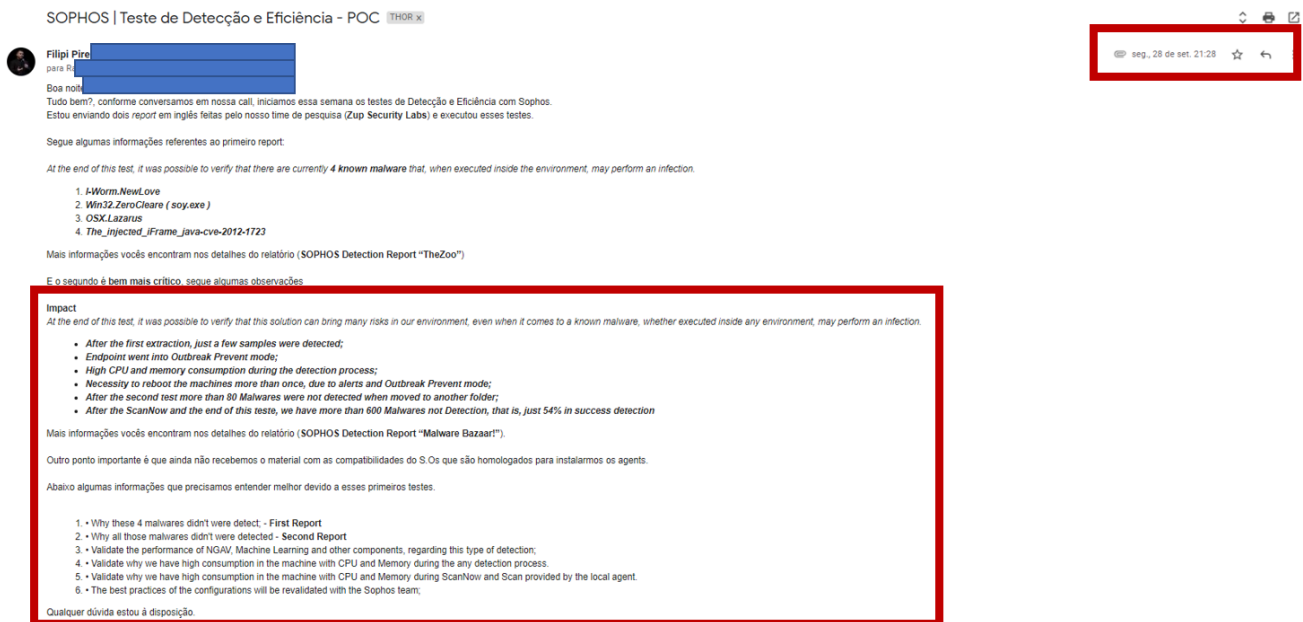 SOPHOS | Teste de Detecção e Eficiência - POC THOR x
Filipi Pire
seg., 28 de set. 21:28
para
Boa noite
Tudo bem?, conforme conversamos em nossa call, iniciamos essa semana os testes de Detecção e Eficiência com Sophos.
Estou enviando dois report em inglês feitas pelo nosso time de pesquisa (Zup Security Labs) e executou esses testes.
Segue algumas informações referentes ao primeiro report:
At the end of this test, it was possible to verify that there are currently 4 known malware that, when executed inside the environment, may perform an infection.
1. I-Worm.NewLove
2. Win32.ZeroCleare ( soy.exe )
3. OSX.Lazarus
4. The_injected_iFrame_java-cve-2012-1723
Mais informações vocês encontram nos detalhes do relatório (SOPHOS Detection Report “TheZoo”)
E o segundo é bem mais crítico, segue algumas observações
Impact
At the end of this test, it was possible to verify that this solution can bring many risks in our environment, even when it comes to a known malware, whether executed inside any environment, may perform an infection.
• After the first extraction, just a few samples were detected;
• Endpoint went into Outbreak Prevent mode;
• High CPU and memory consumption during the detection process;
• Necessity to reboot the machines more than once, due to alerts and Outbreak Prevent mode;
• After the second test more than 80 Malwares were not detected when moved to another folder;
• After the ScanNow and the end of this teste, we have more than 600 Malwares not Detection, that is, just 54% in success detection
Mais informações vocês encontram nos detalhes do relatório (SOPHOS Detection Report “Malware Bazaar!”).
Outro ponto importante é que ainda não recebemos o material com as compatibilidades do S.Os que são homologados para instalarmos os agents.
Abaixo algumas informações que precisamos entender melhor devido a esses primeiros testes.
1. • Why these 4 malwares didn't were detect; - First Report
2. • Why all those malwares didn't were detected - Second Report
3. • Validate the performance of NGAV, Machine Learning and other components, regarding this type of detection;
4. • Validate why we have high consumption in the machine with CPU and Memory during the any detection process.
5. • Validate why we have high consumption in the machine with CPU and Memory during ScanNow and Scan provided by the local agent.
6. • The best practices of the configurations will be revalidated with the Sophos team;
Qualquer dúvida estou á disposição.